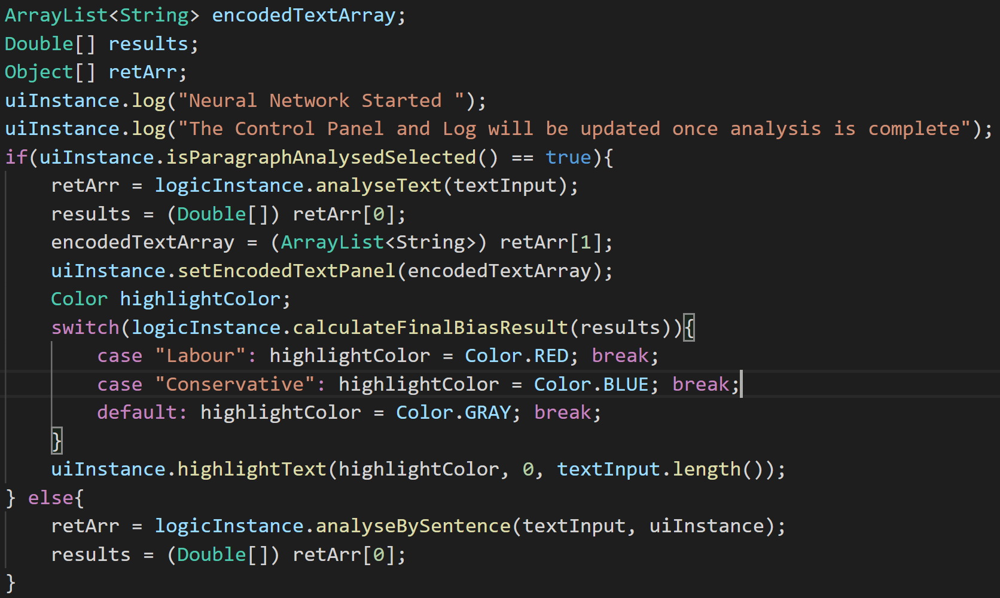 ArrayList<String> encodedTextArray;
Double[] results;
Object[] retArr;
uiInstance.log("Neural Network Started ");
uiInstance.log("The Control Panel and Log will be updated once analysis is complete");
if(uiInstance.isParagraphAnalysedSelected() == true){
    retArr = logicInstance.analyseText(textInput);
    results = (Double[]) retArr[0];
    encodedTextArray = (ArrayList<String>) retArr[1];
    uiInstance.setEncodedTextPanel(encodedTextArray);
    Color highlightColor;
    switch(logicInstance.calculateFinalBiasResult(results)){
        case "Labour": highlightColor = Color.RED; break;
        case "Conservative": highlightColor = Color.BLUE; break;
        default: highlightColor = Color.GRAY; break;
    }
    uiInstance.highlightText(highlightColor, 0, textInput.length());
} else{
    retArr = logicInstance.analyseBySentence(textInput, uiInstance);
    results = (Double[]) retArr[0];
}